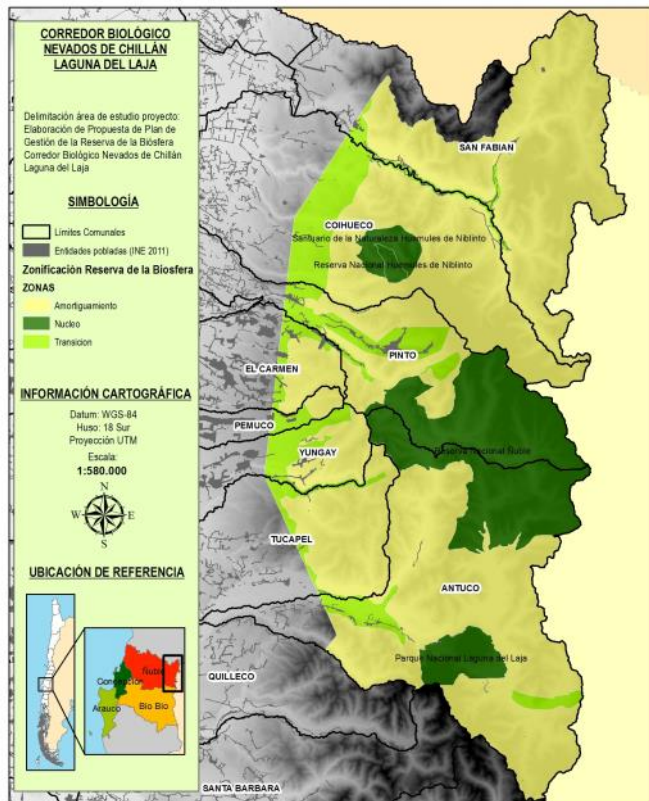 CORREDOR BIOLÓGICO
NEVADOS DE CHILLÁN
LAGUNA DEL LAJA
Delimitación área de estudio proyecto:
Elaboración de Propuesta de Plan de
Gestión de la Reserva de la Biósfera
Corredor Biológico Nevados de Chillán
Laguna del Laja
SIMBOLOGÍA
Límites Comunales
Entidades pobladas (INE 2011)
Zonificación Reserva de la Biosfera
ZONAS
Amortiguamiento
Nucleo
Transicion
INFORMACIÓN CARTOGRÁFICA
Datum: WGS-84
Huso: 18 Sur
Proyección UTM
Escala:
1:580.000
N
W E
S
UBICACIÓN DE REFERENCIA
Ñuble
Concepción
Arauco
Bio Bio
SAN FABIAN
COIHUECO
Santuario de la Naturaleza Huemules de Niblinto
Reserva Nacional Huemules de Niblinto
PINTO
EL CARMEN
PEMUCO
YUNGAY
Reserva Nacional Ñuble
TUCAPEL
ANTUCO
Parque Nacional Laguna del Laja
QUILLECO
SANTA BARBARA